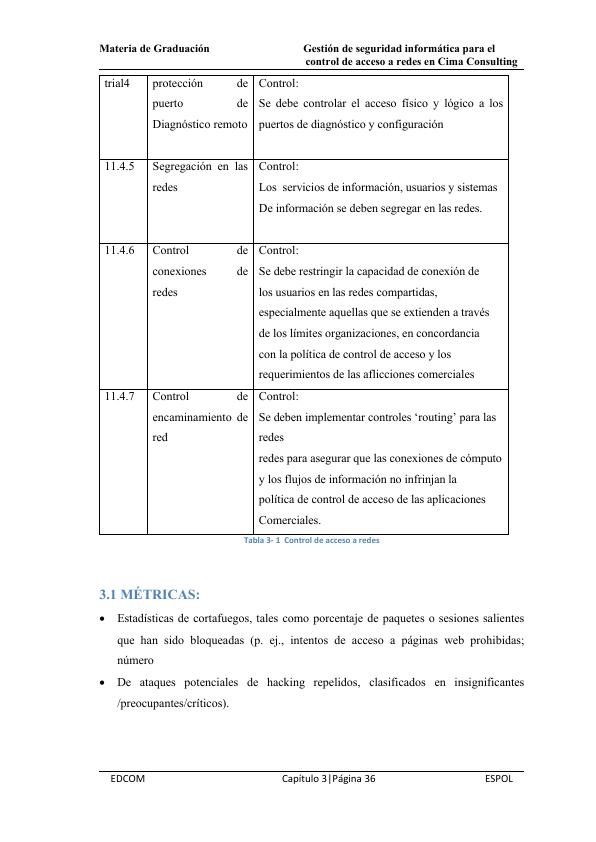 Materia de Graduación Gestión de seguridad informática para el
control de acceso a redes en Cima Consulting
trial4 protección de Control:
puerto de Se debe controlar el acceso físico y lógico a los
Diagnóstico remoto puertos de diagnóstico y configuración
11.4.5 Segregación en las Control:
redes Los servicios de información, usuarios y sistemas
De información se deben segregar en las redes.
11.4.6 Control de Control:
conexiones de Se debe restringir la capacidad de conexión de
redes los usuarios en las redes compartidas,
especialmente aquellas que se extienden a través
de los límites organizaciones, en concordancia
con la política de control de acceso y los
requerimientos de las aflicciones comerciales
11.4.7 Control de Control:
encaminamiento de Se deben implementar controles ‘routing’ para las
red redes
redes para asegurar que las conexiones de cómputo
y los flujos de información no infrinjan la
política de control de acceso de las aplicaciones
Comerciales.
Tabla 3- 1 Control de acceso a redes
3.1 MÉTRICAS:
• Estadísticas de cortafuegos, tales como porcentaje de paquetes o sesiones salientes
que han sido bloqueadas (p. ej., intentos de acceso a páginas web prohibidas;
número
• De ataques potenciales de hacking repelidos, clasificados en insignificantes
/preocupantes/críticos).
EDCOM Capítulo 3|Página 36 ESPOL